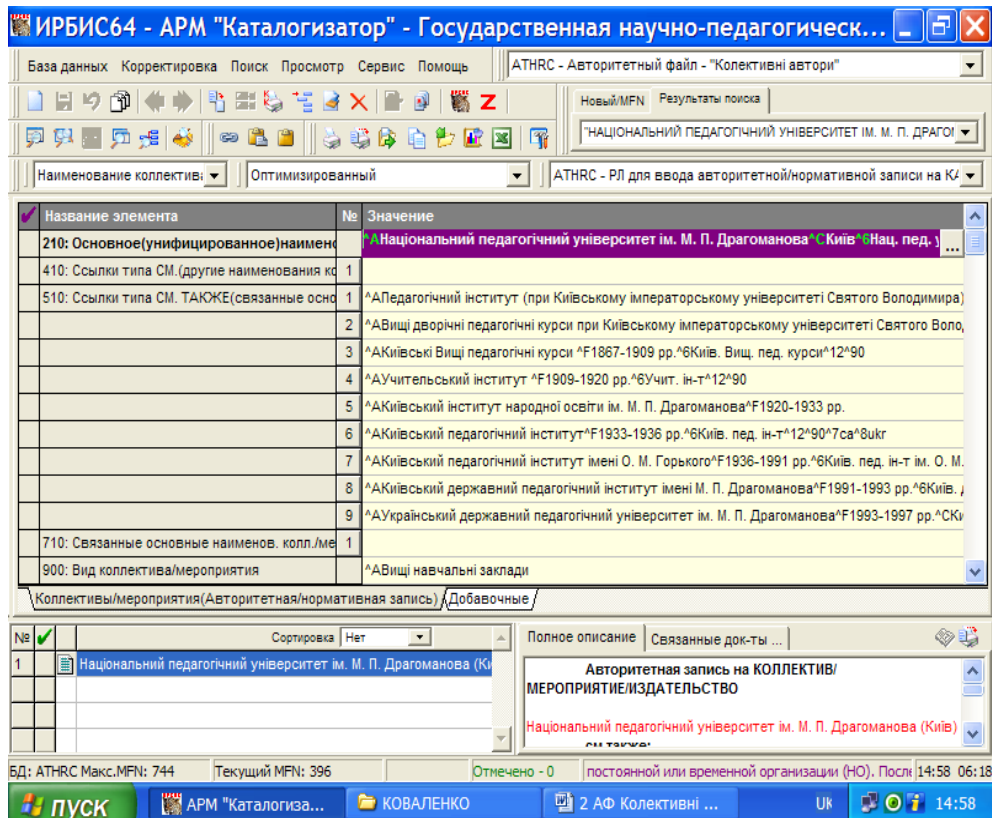 ИРБИС64 - АРМ "Каталогизатор" - Государственная научно-педагогическ...
База данных Корректировка Поиск Просмотр Сервис Помощь
ATHRC - Авторитетный файл - "Колективні автори"
Новый/MFN Результаты поиска
"НАЦІОНАЛЬНИЙ ПЕДАГОГІЧНИЙ УНІВЕРСИТЕТ ІМ. М. П. ДРАГОМ
Наименование коллектив Оптимизированный ATHRC - РЛ для ввода авторитетной/нормативной записи на КА
Название элемента № Значение
210: Основное(унифицированное)наимено ^AНаціональний педагогічний університет ім. М. П. Драгоманова^CКиїв^6Нац. пед. у ...
410: Ссылки типа СМ.(другие наименования ко 1
510: Ссылки типа СМ. ТАКЖЕ(связанные осно 1 ^AПедагогічний інститут (при Київському імператорському університеті Святого Володимира)
2 ^AВищі дворічні педагогічні курси при Київському імператорському університеті Святого Воло
3 ^AКиївські Вищі педагогічні курси ^F1867-1909 рр.^6Київ. Вищ. пед. курси^12^90
4 ^AУчительський інститут ^F1909-1920 рр.^6Учит. ін-т^12^90
5 ^AКиївський інститут народної освіти ім. М. П. Драгоманова^F1920-1933 рр.
6 ^AКиївський педагогічний інститут^F1933-1936 рр.^6Київ. пед. ін-т^12^90^7ca^8ukr
7 ^AКиївський педагогічний інститут імені О. М. Горького^F1936-1991 рр.^6Київ. пед. ін-т ім. О. М.
8 ^AКиївський державний педагогічний інститут імені М. П. Драгоманова^F1991-1993 рр.^6Київ.
9 ^AУкраїнський державний педагогічний університет ім. М. П. Драгоманова^F1993-1997 рр.^CКи
710: Связанные основные наименов. колл./ме 1
900: Вид коллектива/мероприятия ^AВищі навчальні заклади
Коллективы/мероприятия(Авторитетная/нормативная запись) Добавочные
№ Сортировка Нет
Полное описание Связанные док-ты ...
1 Національний педагогічний університет ім. М. П. Драгоманова (Ки
Авторитетная запись на КОЛЛЕКТИВ/
МЕРОПРИЯТИЕ/ИЗДАТЕЛЬСТВО
Національний педагогічний університет ім. М. П. Драгоманова (Київ)
см также:
БД: ATHRC Макс.MFN: 744 Текущий MFN: 396 Отмечено - 0 постоянной или временной организации (НО). После 14:58 06:18
пуск АРМ "Каталогиза... КОВАЛЕНКО 2 АФ Колективні ... UK 14:58